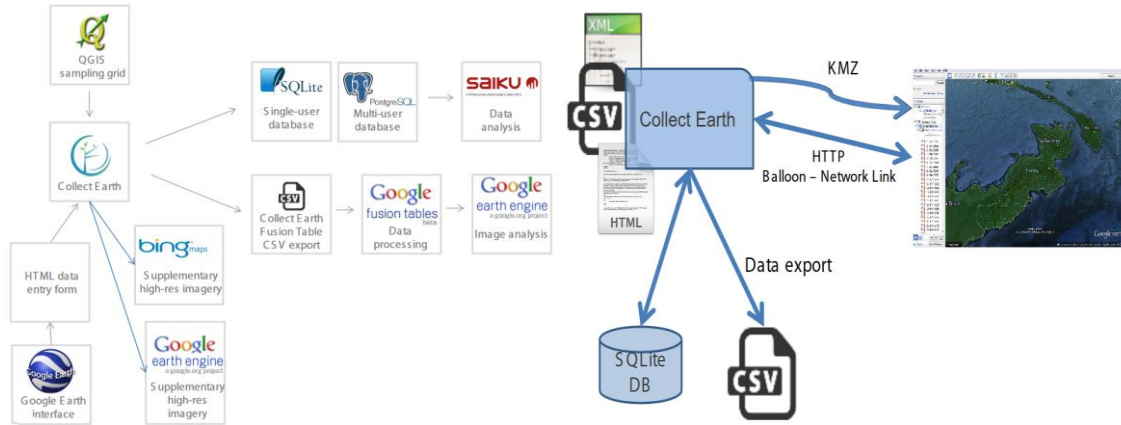 QGIS
sampling grid
Collect Earth
HTML data
entry form
Google Earth
Google Earth
interface
SQLite
Single-user
database
PostgreSQL
Multi-user
database
saiku
Data
analysis
CSV
Collect Earth
Fusion Table
CSV export
Google
fusion tables
beta
Data
processing
Google
earth engine
a google.org project
Image analysis
bing maps
Supplementary
high-res imagery
Google
earth engine
a google.org project
Supplementary
high-res
imagery
XML
CSV
HTML
Collect Earth
KMZ
HTTP
Balloon – Network Link
Data export
SQLite
DB
CSV